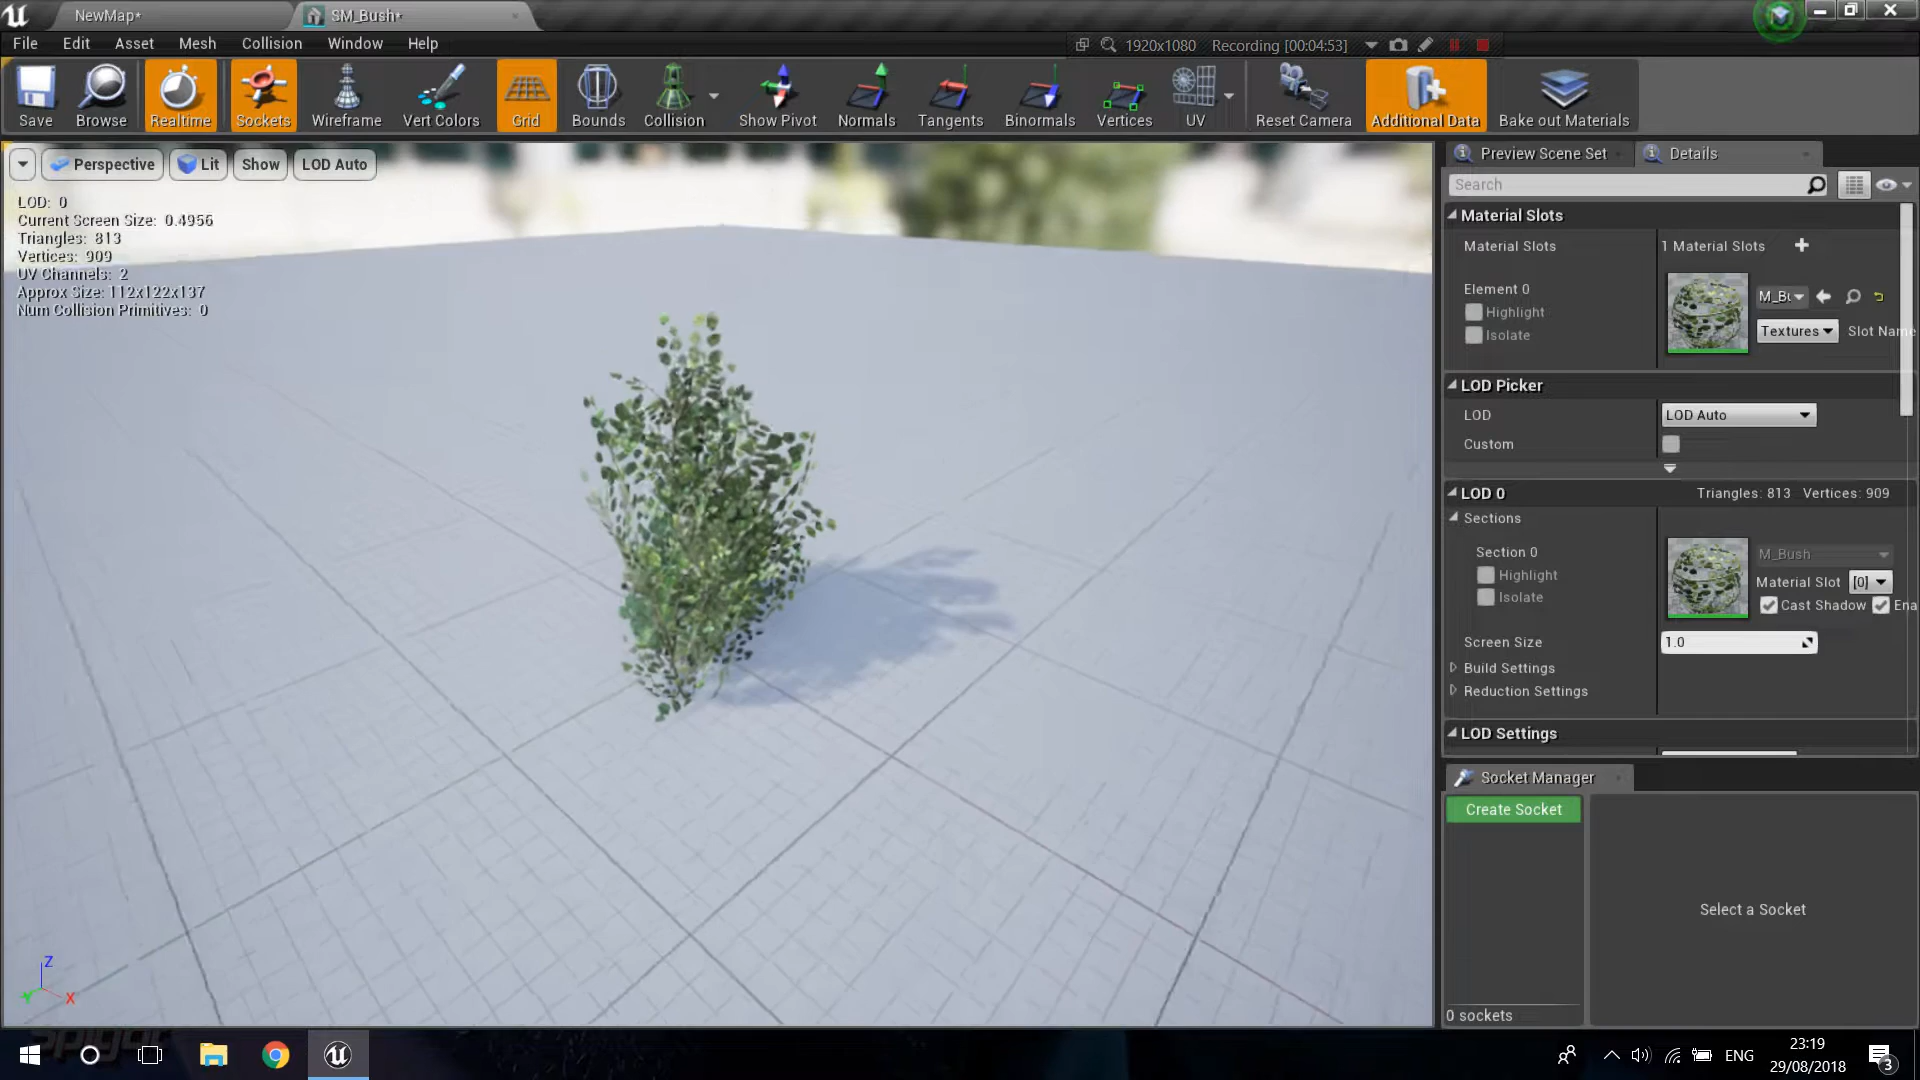 NewMap*
SM_Bush*
File Edit Asset Mesh Collision Window Help
1920x1080 Recording [00:04:53]
Save Browse Realtime Sockets Wireframe Vert Colors Grid Bounds Collision Show Pivot Normals Tangents Binormals Vertices UV Reset Camera Additional Data Bake out Materials
Perspective Lit Show LOD Auto
LOD: 0
Current Screen Size: 0.4956
Triangles: 813
Vertices: 909
UV Channels: 2
Approx Size: 112x122x137
Num Collision Primitives: 0
Z
Y
X
Preview Scene Set Details
Search
Material Slots
Material Slots 1 Material Slots
Element 0
Highlight
Isolate
M_Bu
Textures Slot Name
LOD Picker
LOD LOD Auto
Custom
LOD 0 Triangles: 813 Vertices: 909
Sections
Section 0
Highlight
Isolate
M_Bush
Material Slot [0]
Cast Shadow Ena
Screen Size 1.0
Build Settings
Reduction Settings
LOD Settings
Socket Manager
Create Socket
Select a Socket
0 sockets
ENG
23:19
29/08/2018
3